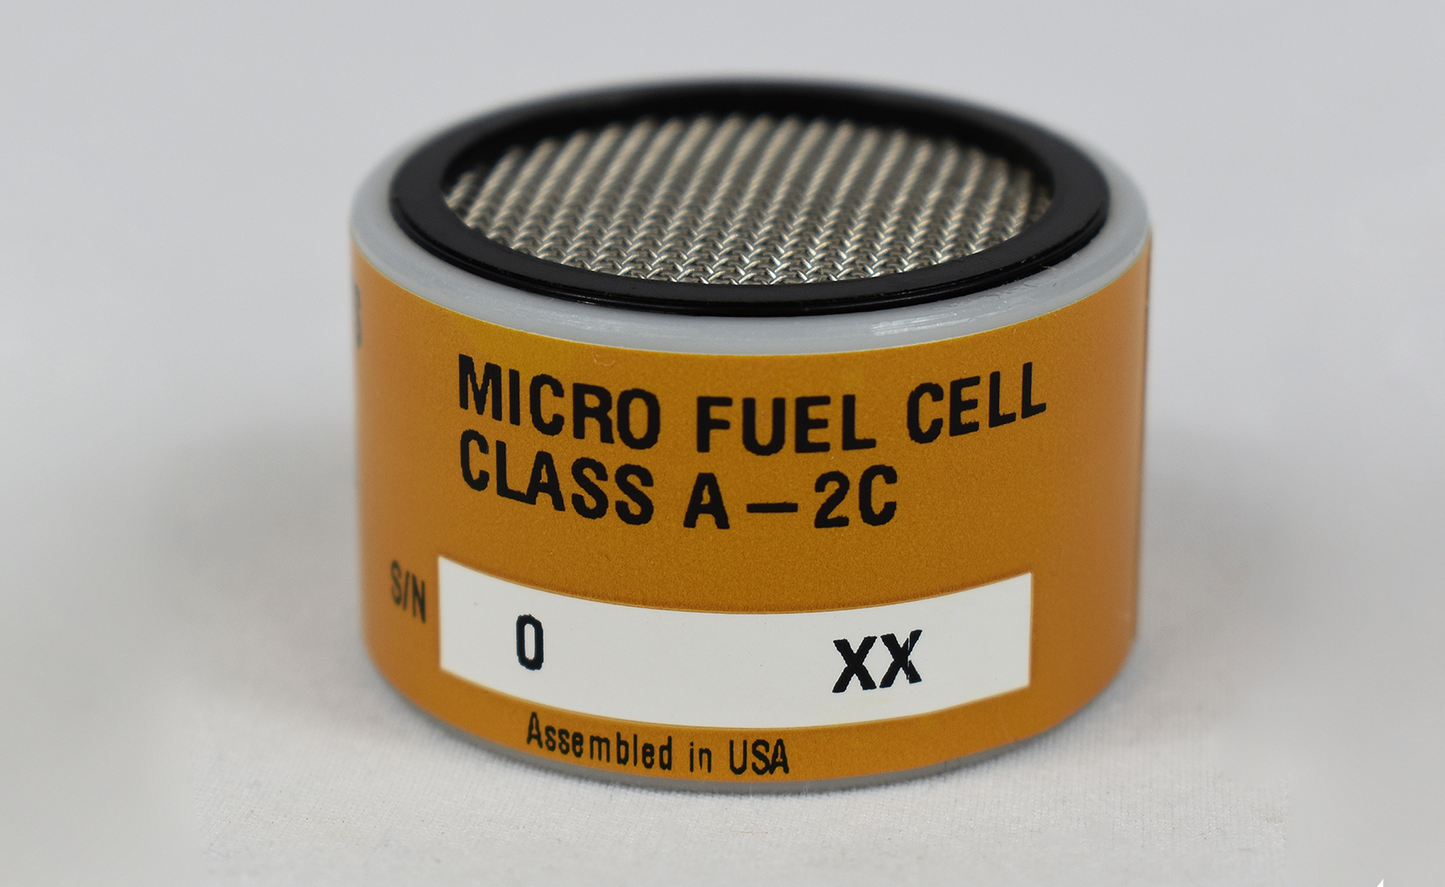 MICRO FUEL CELL
CLASS A – 2C
S/N 0 XX
Assembled in USA